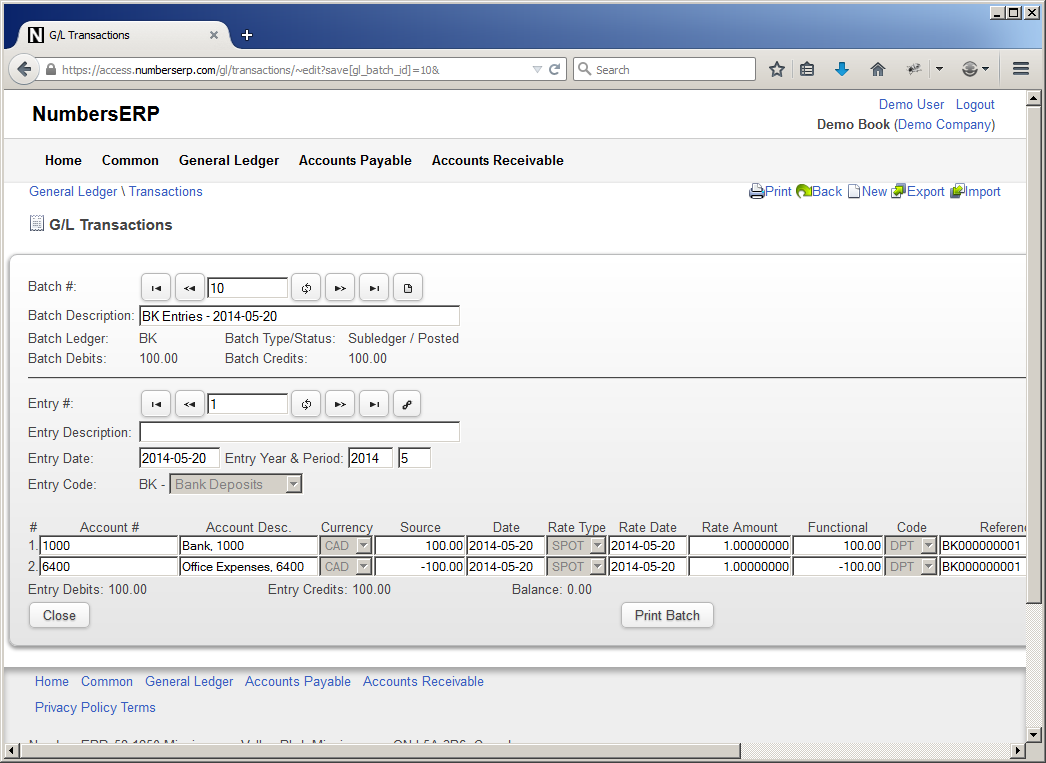 G/L Transactions
https://access.numberserp.com/gl/transactions/~edit?save[gl_batch_id]=10&
Search
NumbersERP
Demo User Logout
Demo Book (Demo Company)
Home Common General Ledger Accounts Payable Accounts Receivable
General Ledger \ Transactions
Print Back New Export Import
G/L Transactions
Batch #: 10
Batch Description: BK Entries - 2014-05-20
Batch Ledger: BK Batch Type/Status: Subledger / Posted
Batch Debits: 100.00 Batch Credits: 100.00
Entry #: 1
Entry Description:
Entry Date: 2014-05-20 Entry Year & Period: 2014 5
Entry Code: BK - Bank Deposits
# Account # Account Desc. Currency Source Date Rate Type Rate Date Rate Amount Functional Code Referen
1. 1000 Bank, 1000 CAD 100.00 2014-05-20 SPOT 2014-05-20 1.00000000 100.00 DPT BK000000001
2. 6400 Office Expenses, 6400 CAD -100.00 2014-05-20 SPOT 2014-05-20 1.00000000 -100.00 DPT BK000000001
Entry Debits: 100.00 Entry Credits: 100.00 Balance: 0.00
Close Print Batch
Home Common General Ledger Accounts Payable Accounts Receivable
Privacy Policy Terms